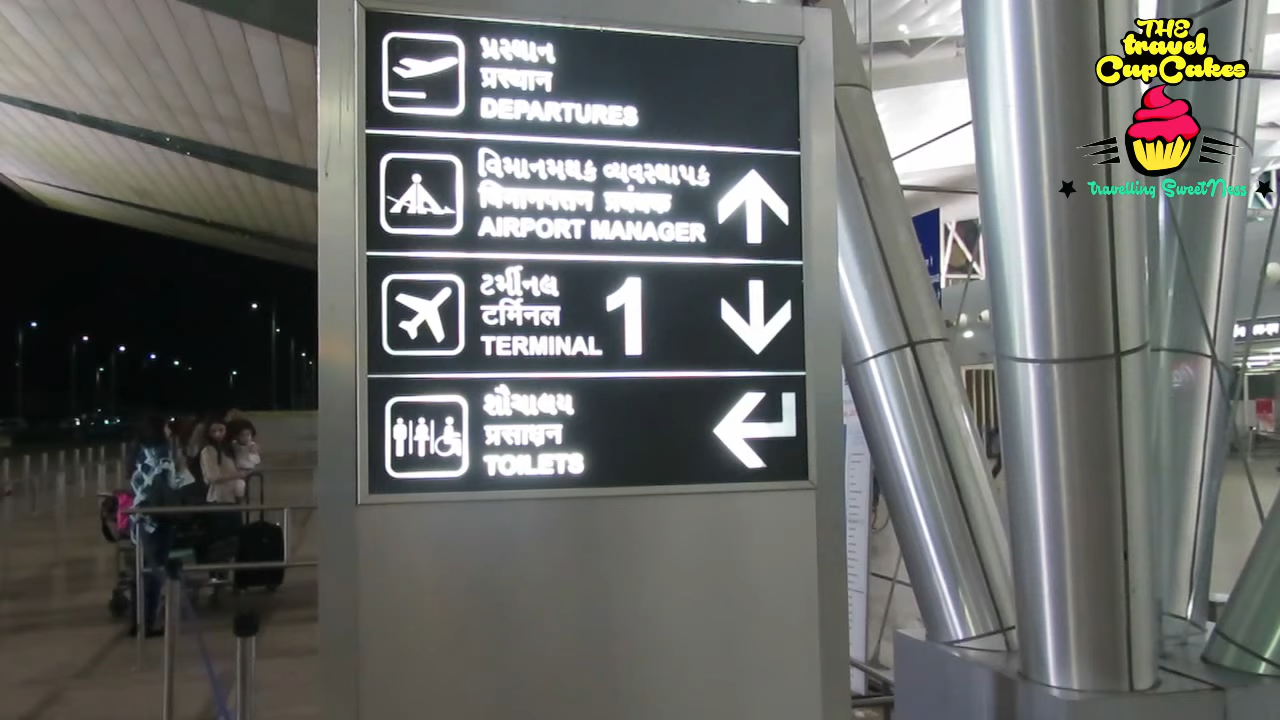 પ્રસ્થાન
प्रस्थान
DEPARTURES
વિમાનમથક વ્યવસ્થાપક
विमानपत्तन प्रबंधक
AIRPORT MANAGER
ટર્મીનલ
टर्मिनल
TERMINAL
1
શૌચાલય
प्रसाधन
TOILETS
THE
travel
CupCakes
travelling SweetNess